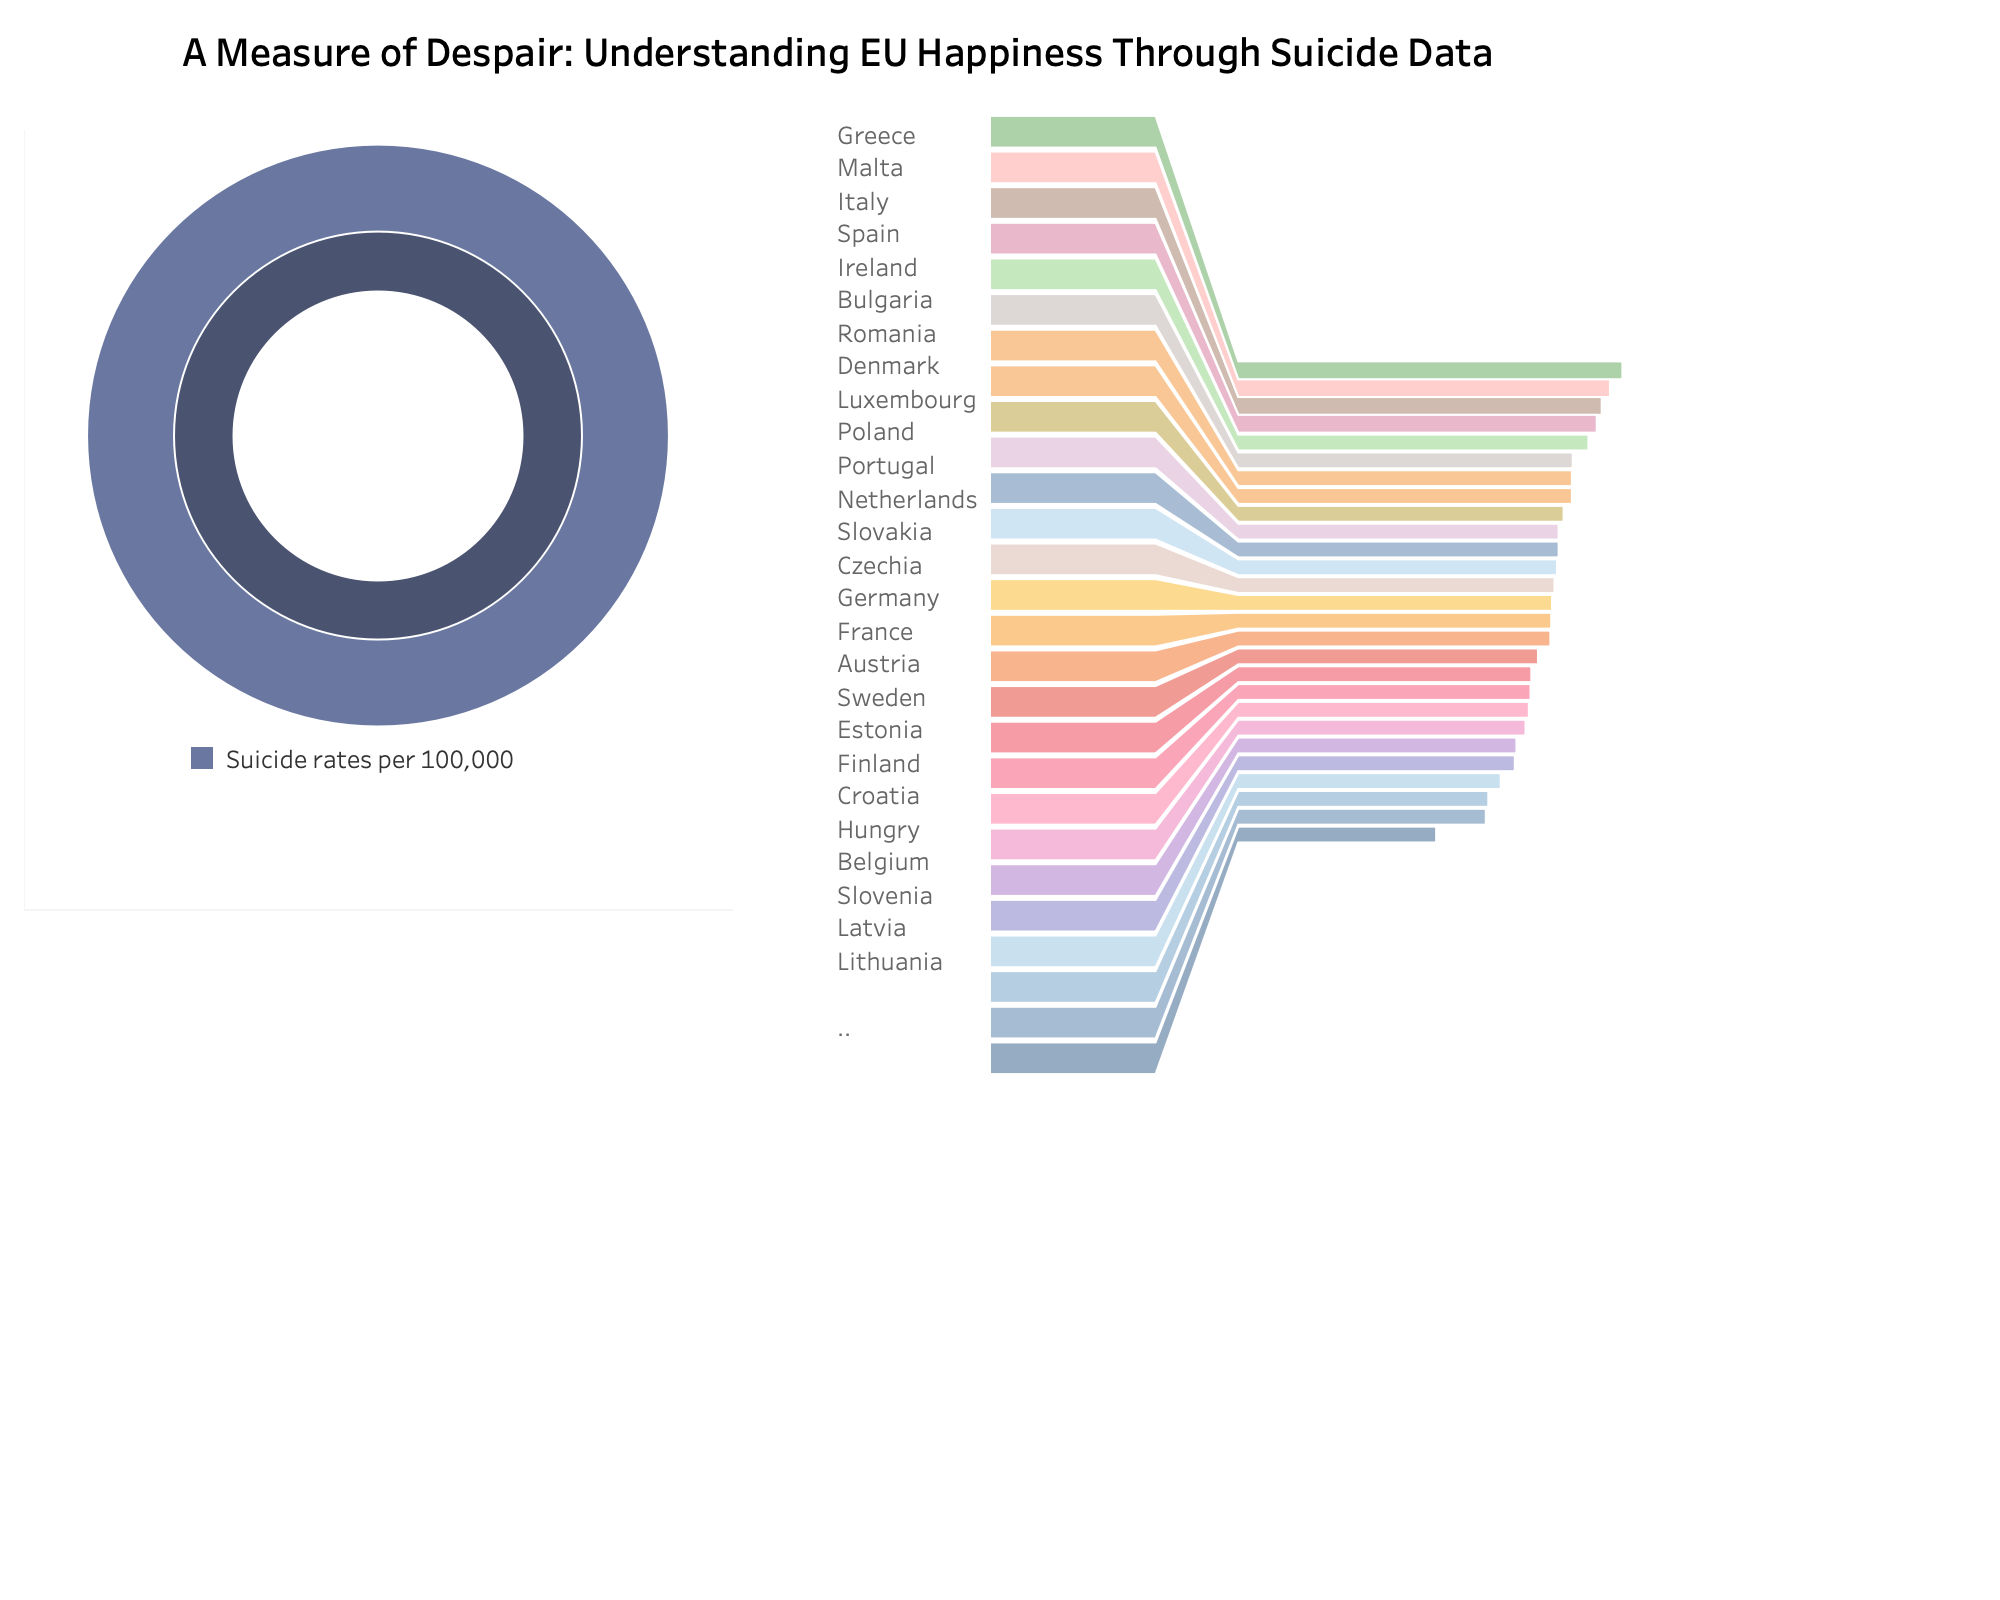 A Measure of Despair: Understanding EU Happiness Through Suicide Data
Suicide rates per 100,000
Greece
Malta
Italy
Spain
Ireland
Bulgaria
Romania
Denmark
Luxembourg
Poland
Portugal
Netherlands
Slovakia
Czechia
Germany
France
Austria
Sweden
Estonia
Finland
Croatia
Hungry
Belgium
Slovenia
Latvia
Lithuania
..